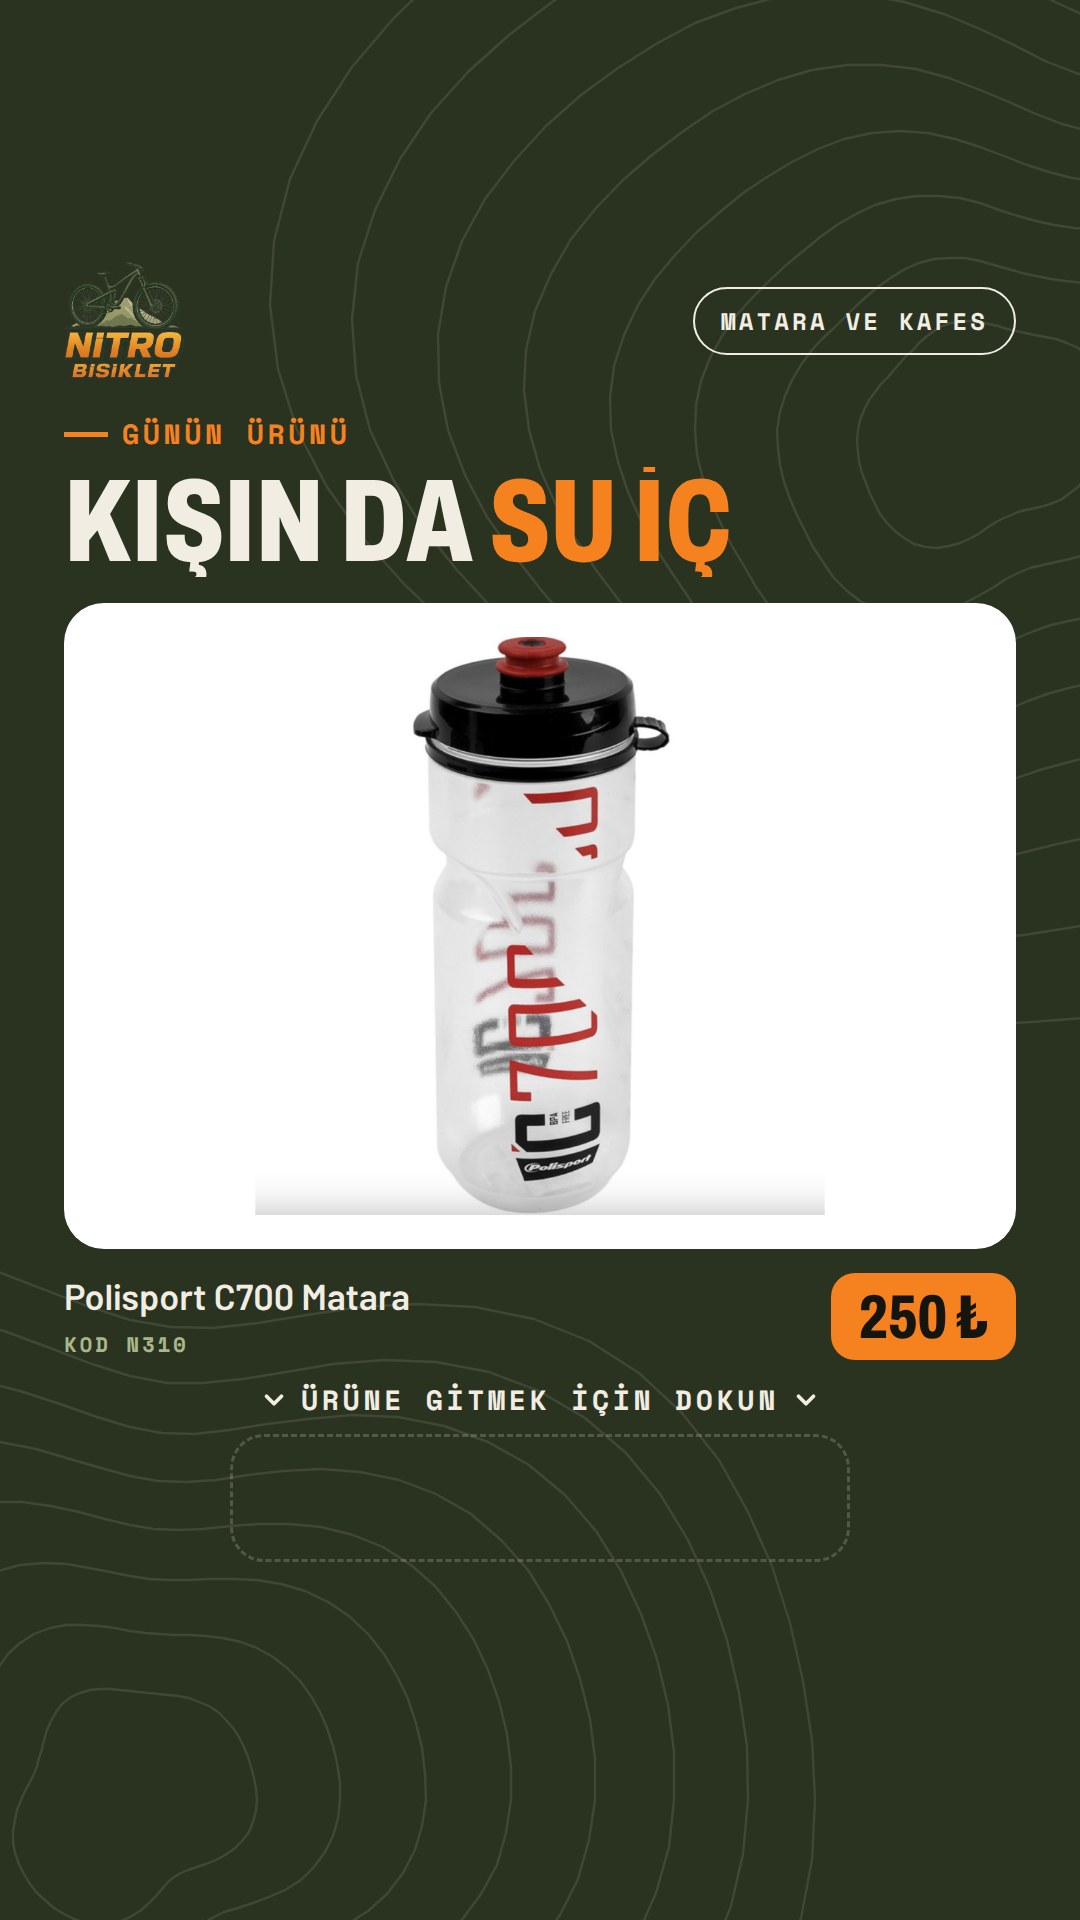 NiTRO
BiSiKLET
MATARA VE KAFES
GÜNÜN ÜRÜNÜ
KIŞIN DA SU İÇ
C700
BPA
FREE
Polisport
Polisport C700 Matara
KOD N310
250 ₺
ÜRÜNE GİTMEK İÇİN DOKUN